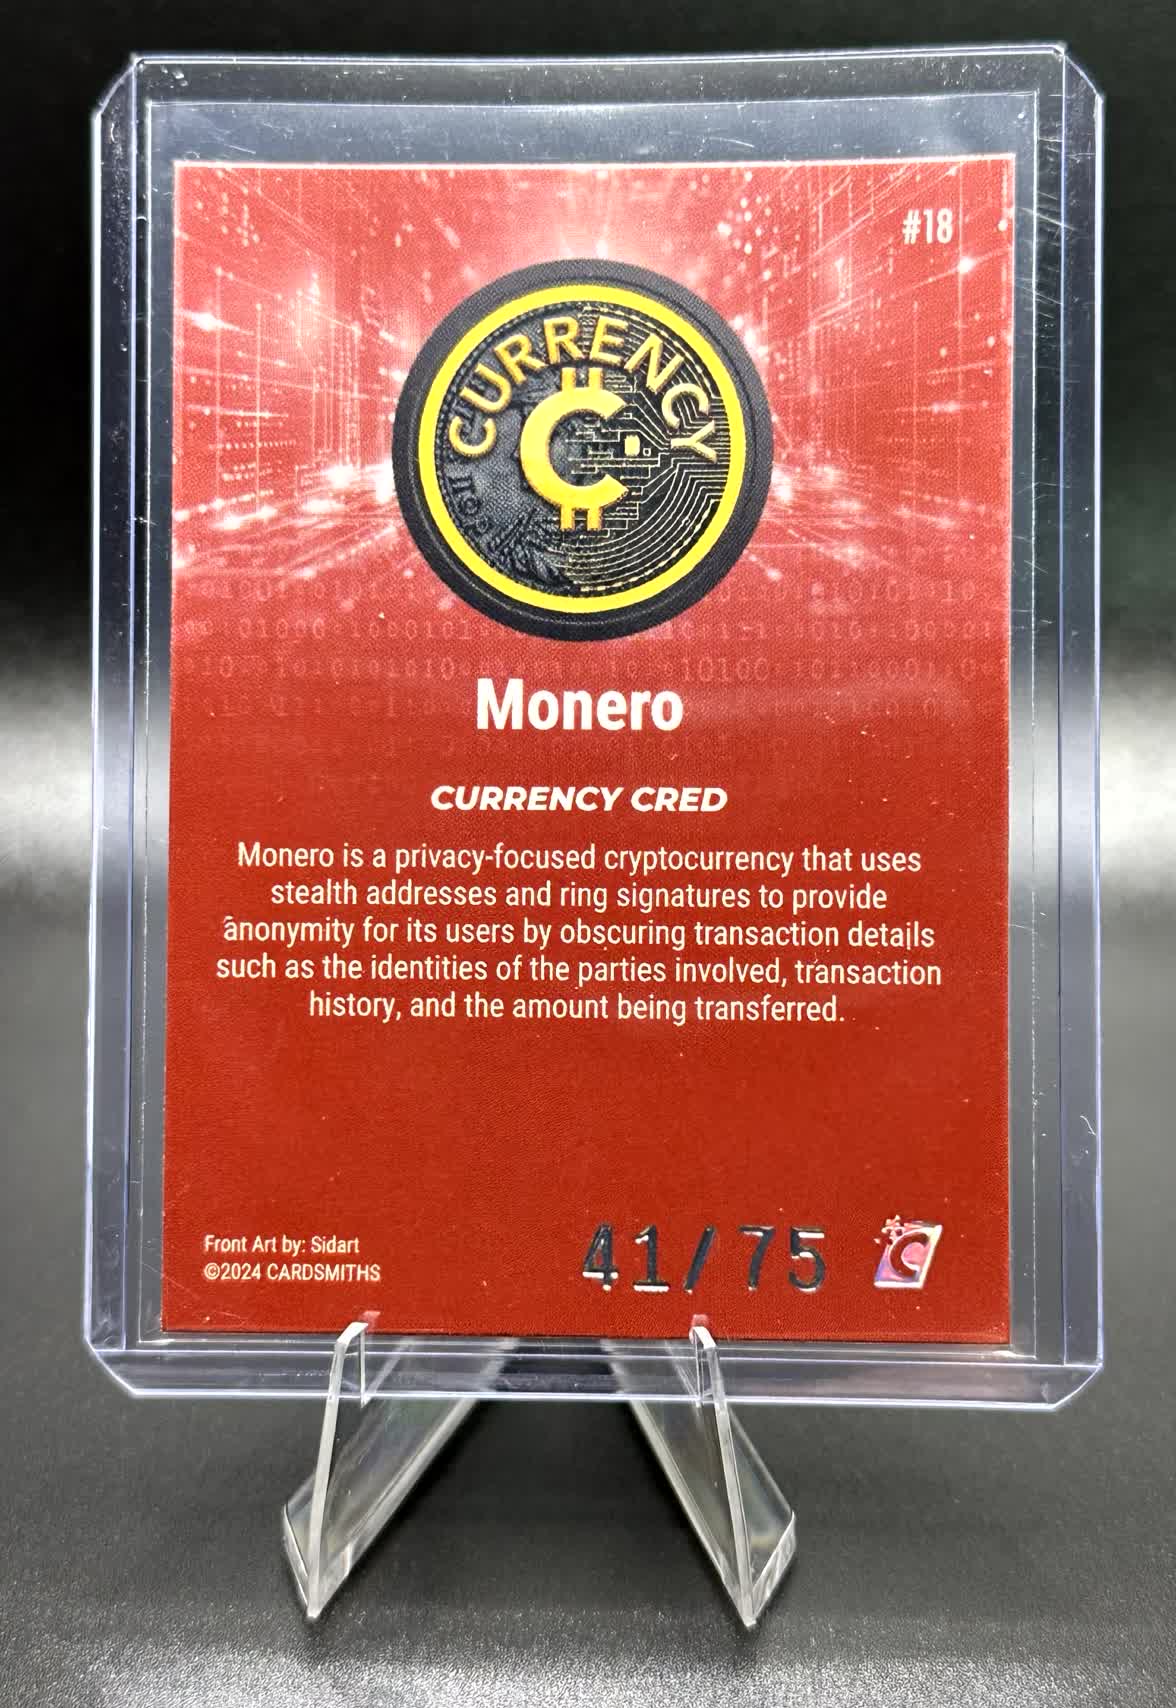 #18
CURRENCY
Monero
CURRENCY CRED
Monero is a privacy-focused cryptocurrency that uses
stealth addresses and ring signatures to provide
anonymity for its users by obscuring transaction details
such as the identities of the parties involved, transaction
history, and the amount being transferred.
Front Art by: Sidart
©2024 CARDSMITHS
41/75
C